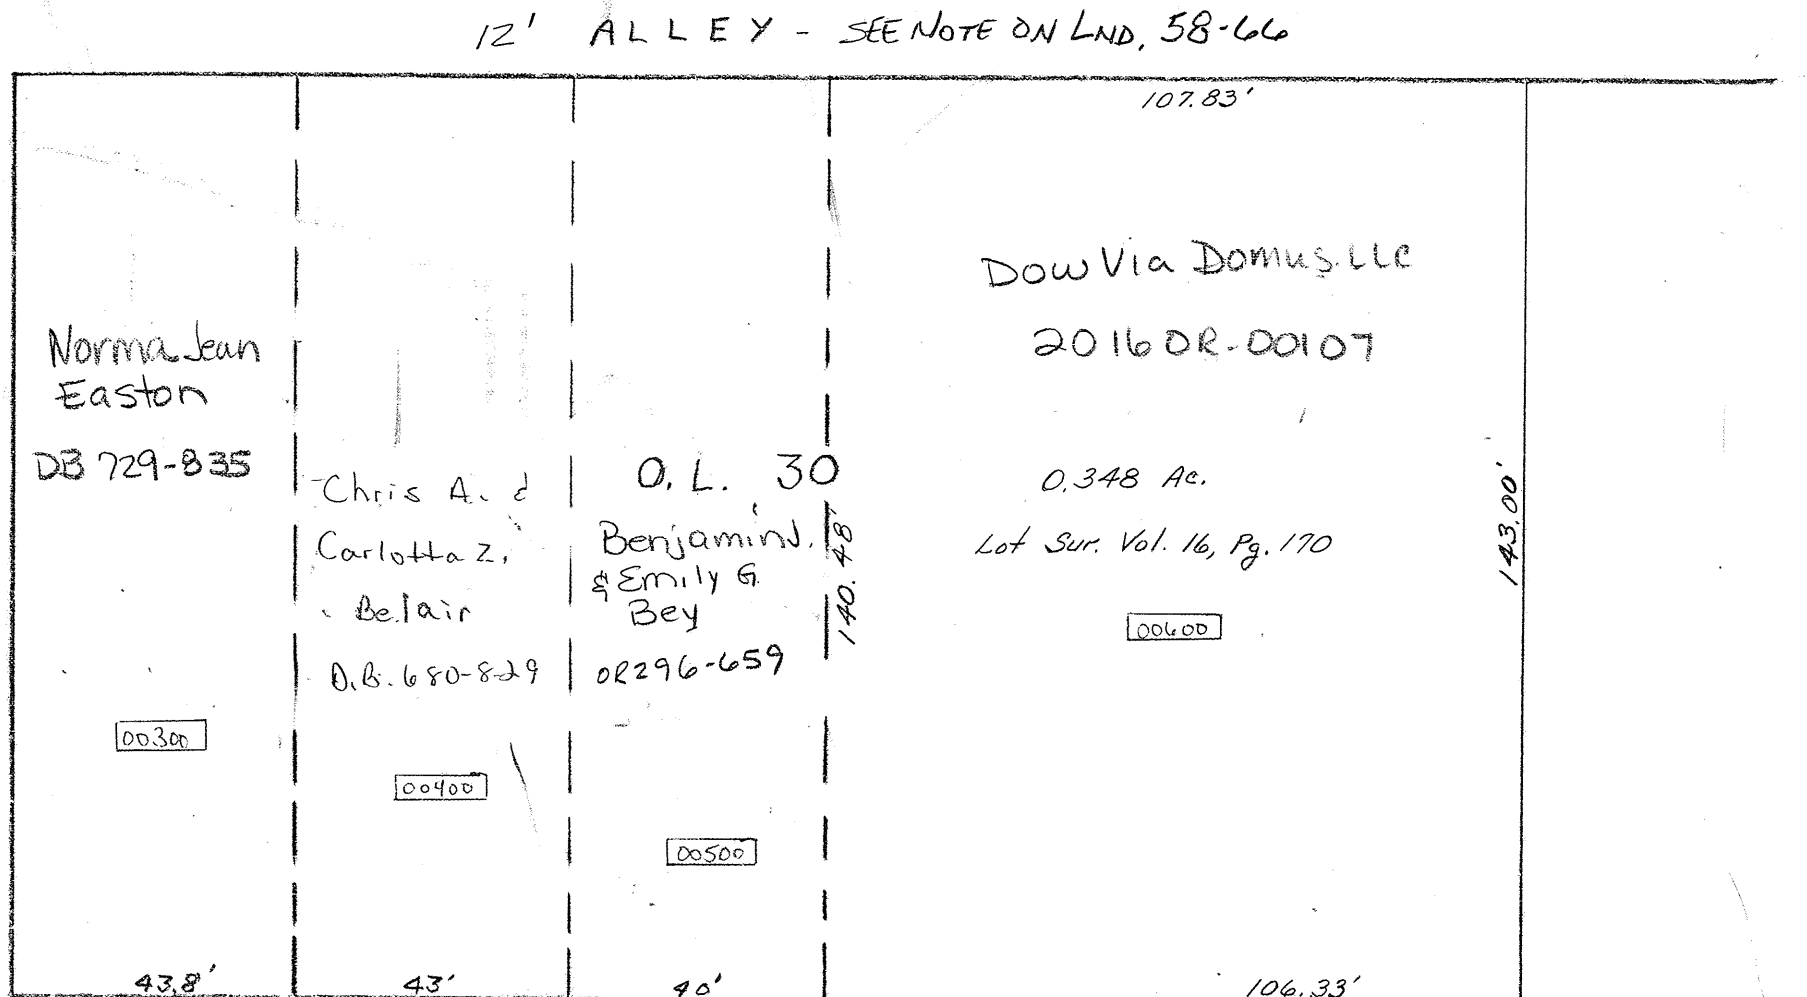 12' ALLEY - SEE NOTE ON LND. 58-66
107.83'
Norma Jean
Easton
DB 729-835
00300
43.8'
Chris A. &
Carlotta Z.
Belair
D.B. 680-829
00400
43'
O.L. 30
Benjamin J.
& Emily G.
Bey
OR296-659
00500
40'
140.48'
Dow Via Domus. LLC
2016 OR-00107
0.348 Ac.
Lot Sur. Vol. 16, Pg. 170
00600
143.00'
106.33'